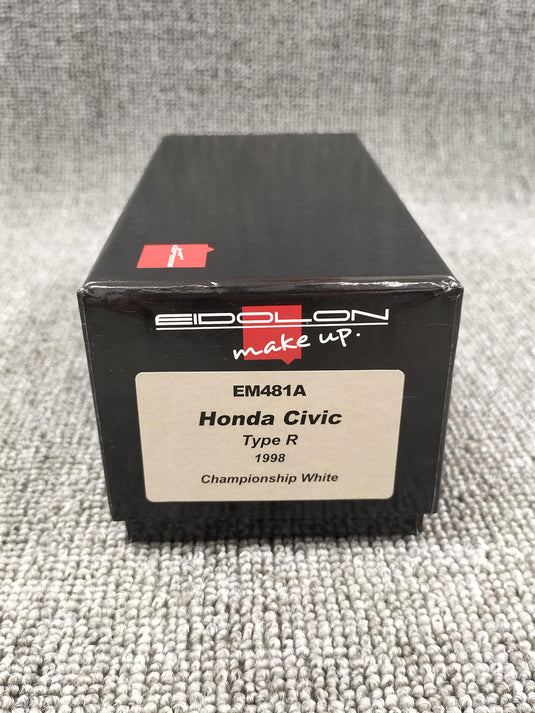 EIDOLON
make up.
EM481A
Honda Civic
Type R
1998
Championship White